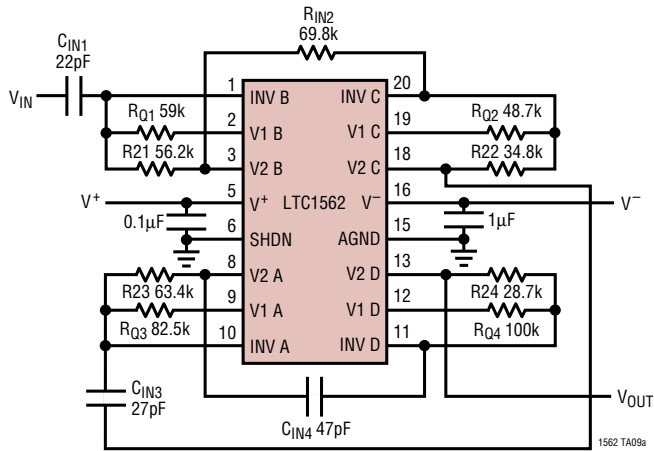 RIN2
69.8k
CIN1
22pF
VIN
1 INV B INV C 20
RQ1 59k 2 V1 B V1 C 19 RQ2 48.7k
R21 56.2k 3 V2 B V2 C 18 R22 34.8k
V+ 5 V+ LTC1562 V– 16 V–
0.1µF 6 SHDN AGND 15 1µF
8 V2 A V2 D 13
R23 63.4k 9 V1 A V1 D 12 R24 28.7k
RQ3 82.5k 10 INV A INV D 11 RQ4 100k
CIN3
27pF
CIN4 47pF
VOUT
1562 TA09a